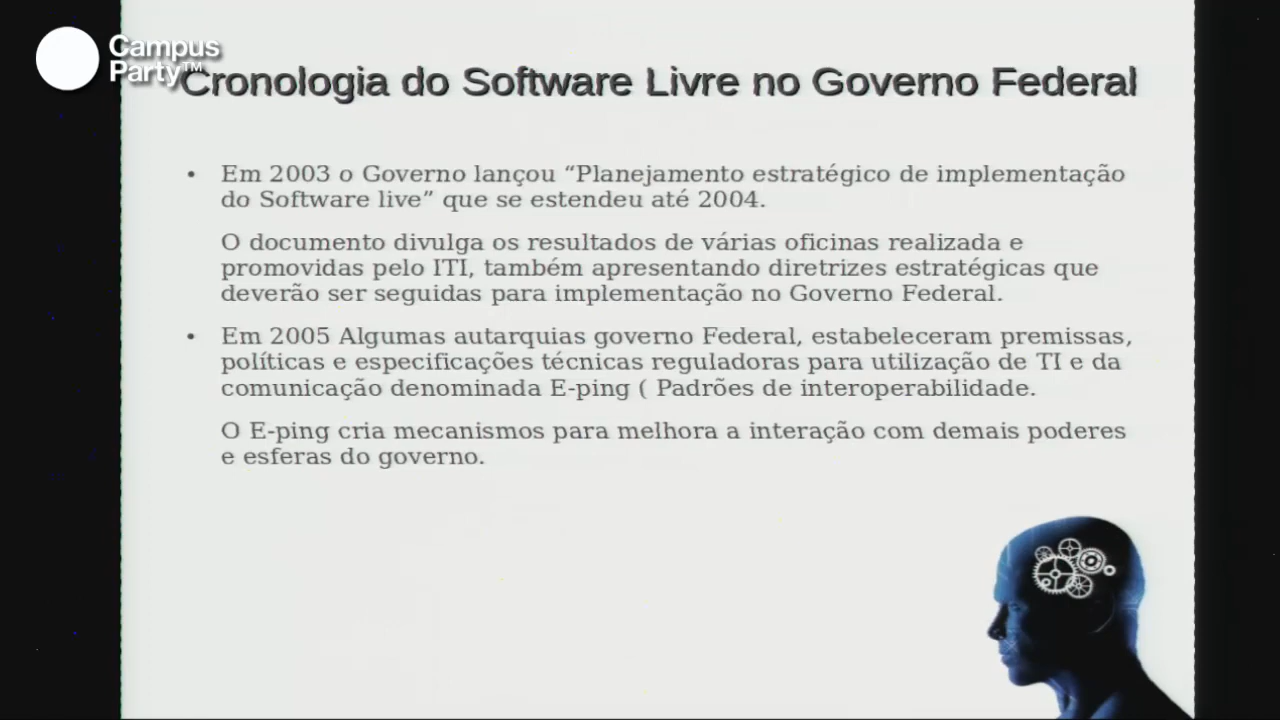 Campus
Party™
Cronologia do Software Livre no Governo Federal
• Em 2003 o Governo lançou “Planejamento estratégico de implementação
do Software live” que se estendeu até 2004.
O documento divulga os resultados de várias oficinas realizada e
promovidas pelo ITI, também apresentando diretrizes estratégicas que
deverão ser seguidas para implementação no Governo Federal.
• Em 2005 Algumas autarquias governo Federal, estabeleceram premissas,
políticas e especificações técnicas reguladoras para utilização de TI e da
comunicação denominada E-ping ( Padrões de interoperabilidade.
O E-ping cria mecanismos para melhora a interação com demais poderes
e esferas do governo.